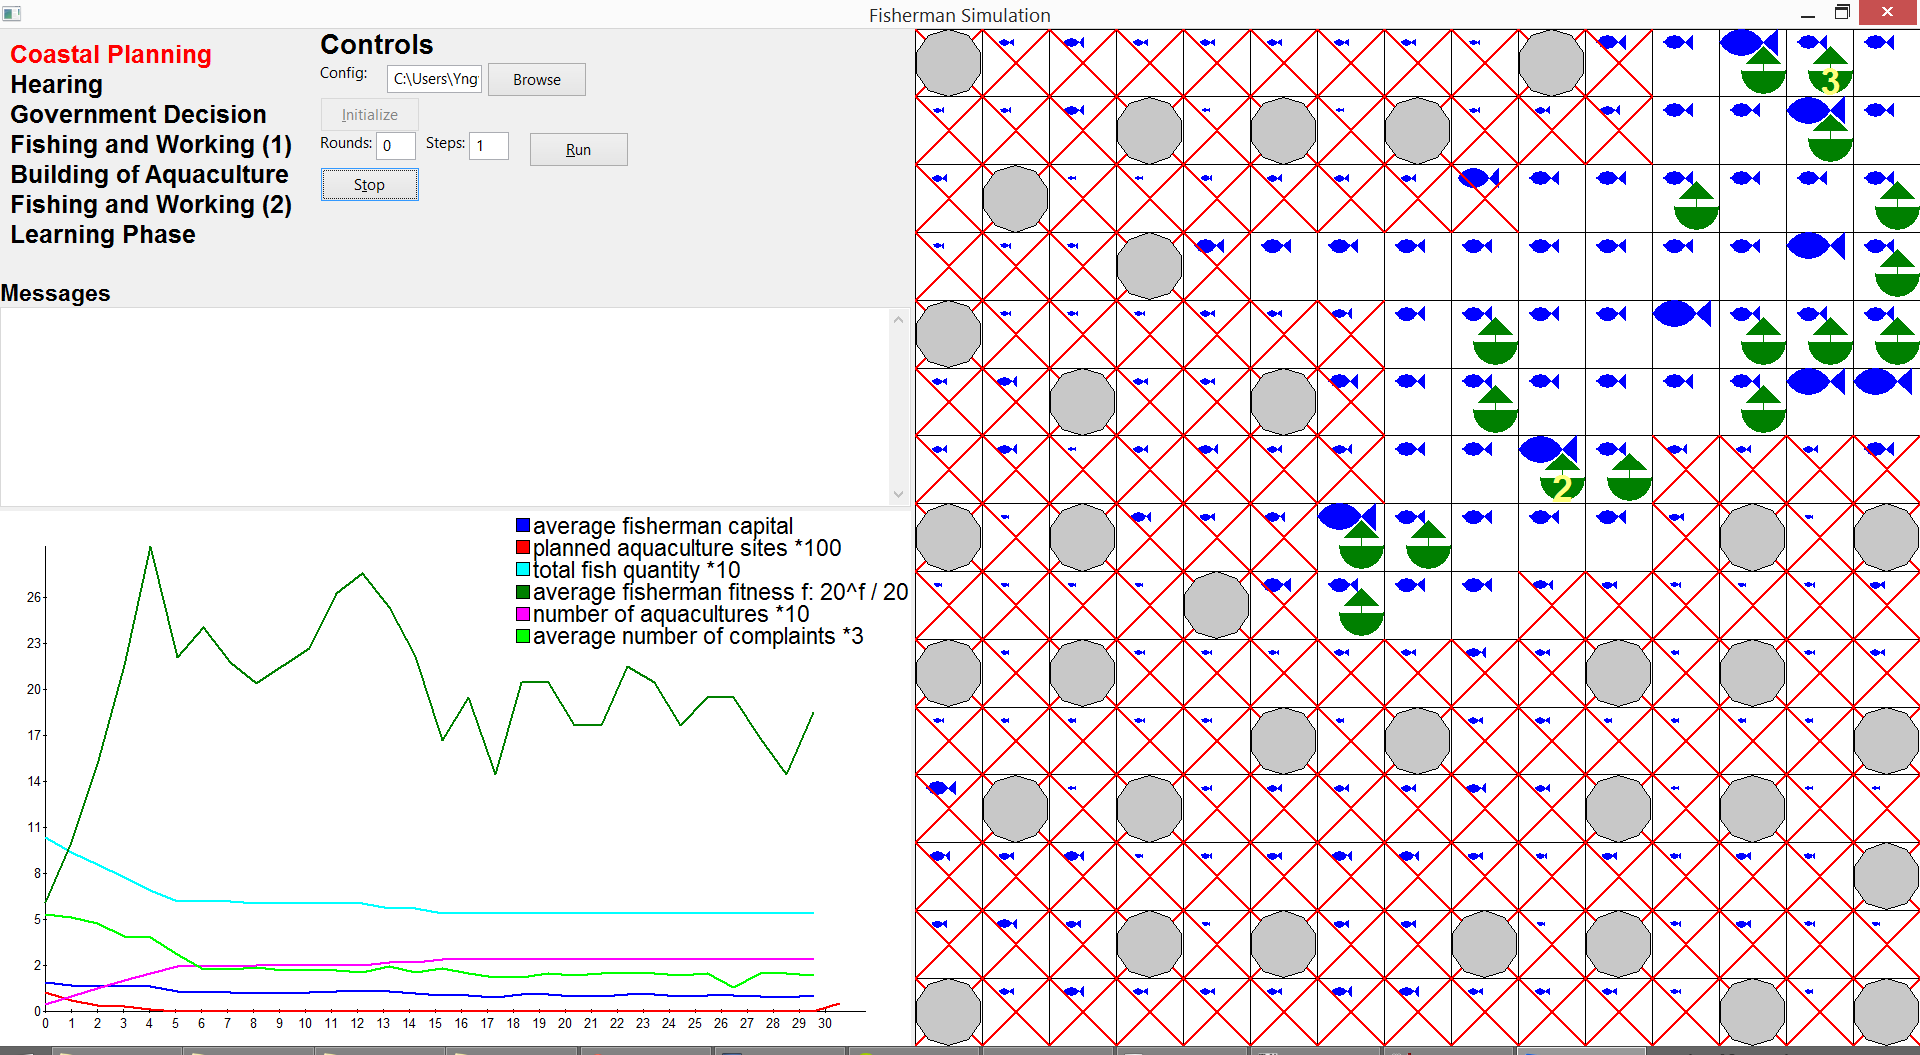 Fisherman Simulation
Coastal Planning
Hearing
Government Decision
Fishing and Working (1)
Building of Aquaculture
Fishing and Working (2)
Learning Phase
Controls
Config: C:\Users\Yng Browse
Initialize
Rounds: 0 Steps: 1 Run
Stop
Messages
average fisherman capital
planned aquaculture sites *100
total fish quantity *10
average fisherman fitness f: 20^f / 20
number of aquacultures *10
average number of complaints *3
26
23
20
17
14
11
8
5
2
0
0 1 2 3 4 5 6 7 8 9 10 11 12 13 14 15 16 17 18 19 20 21 22 23 24 25 26 27 28 29 30
3
2